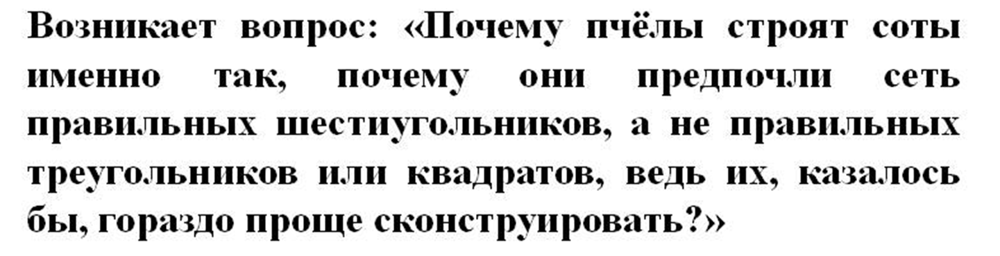 Возникает вопрос: «Почему пчёлы строят соты
именно так, почему они предпочли сеть
правильных шестиугольников, а не правильных
треугольников или квадратов, ведь их, казалось
бы, гораздо проще сконструировать?»